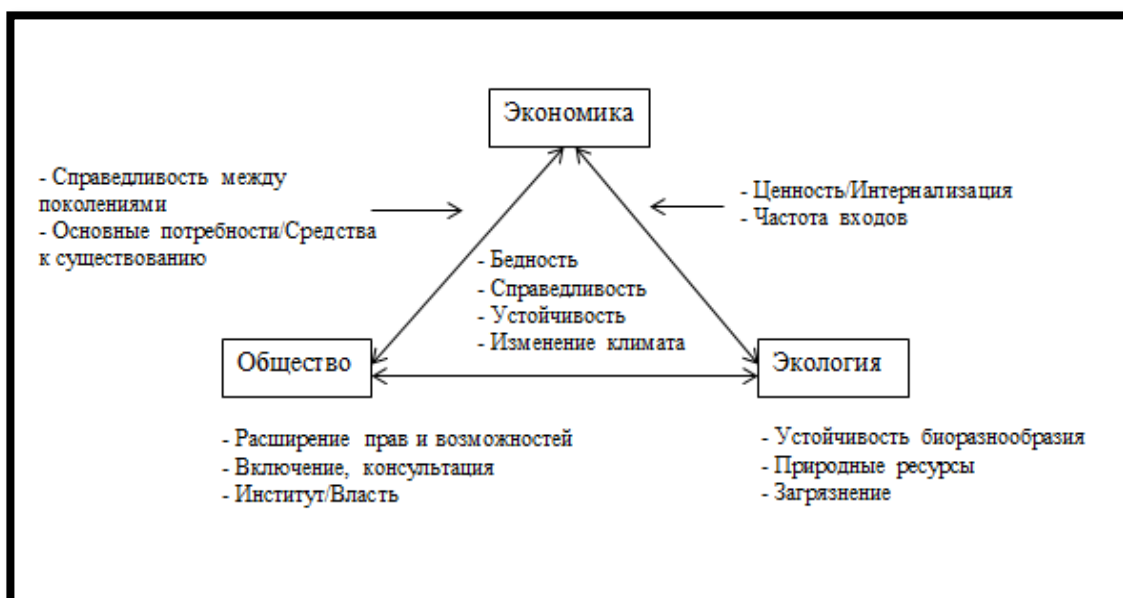 Экономика
- Справедливость между
поколениями
- Основные потребности/Средства
к существованию
- Ценность/Интернализация
- Частота входов
- Бедность
- Справедливость
- Устойчивость
- Изменение климата
Общество
Экология
- Расширение прав и возможностей
- Включение, консультация
- Институт/Власть
- Устойчивость биоразнообразия
- Природные ресурсы
- Загрязнение